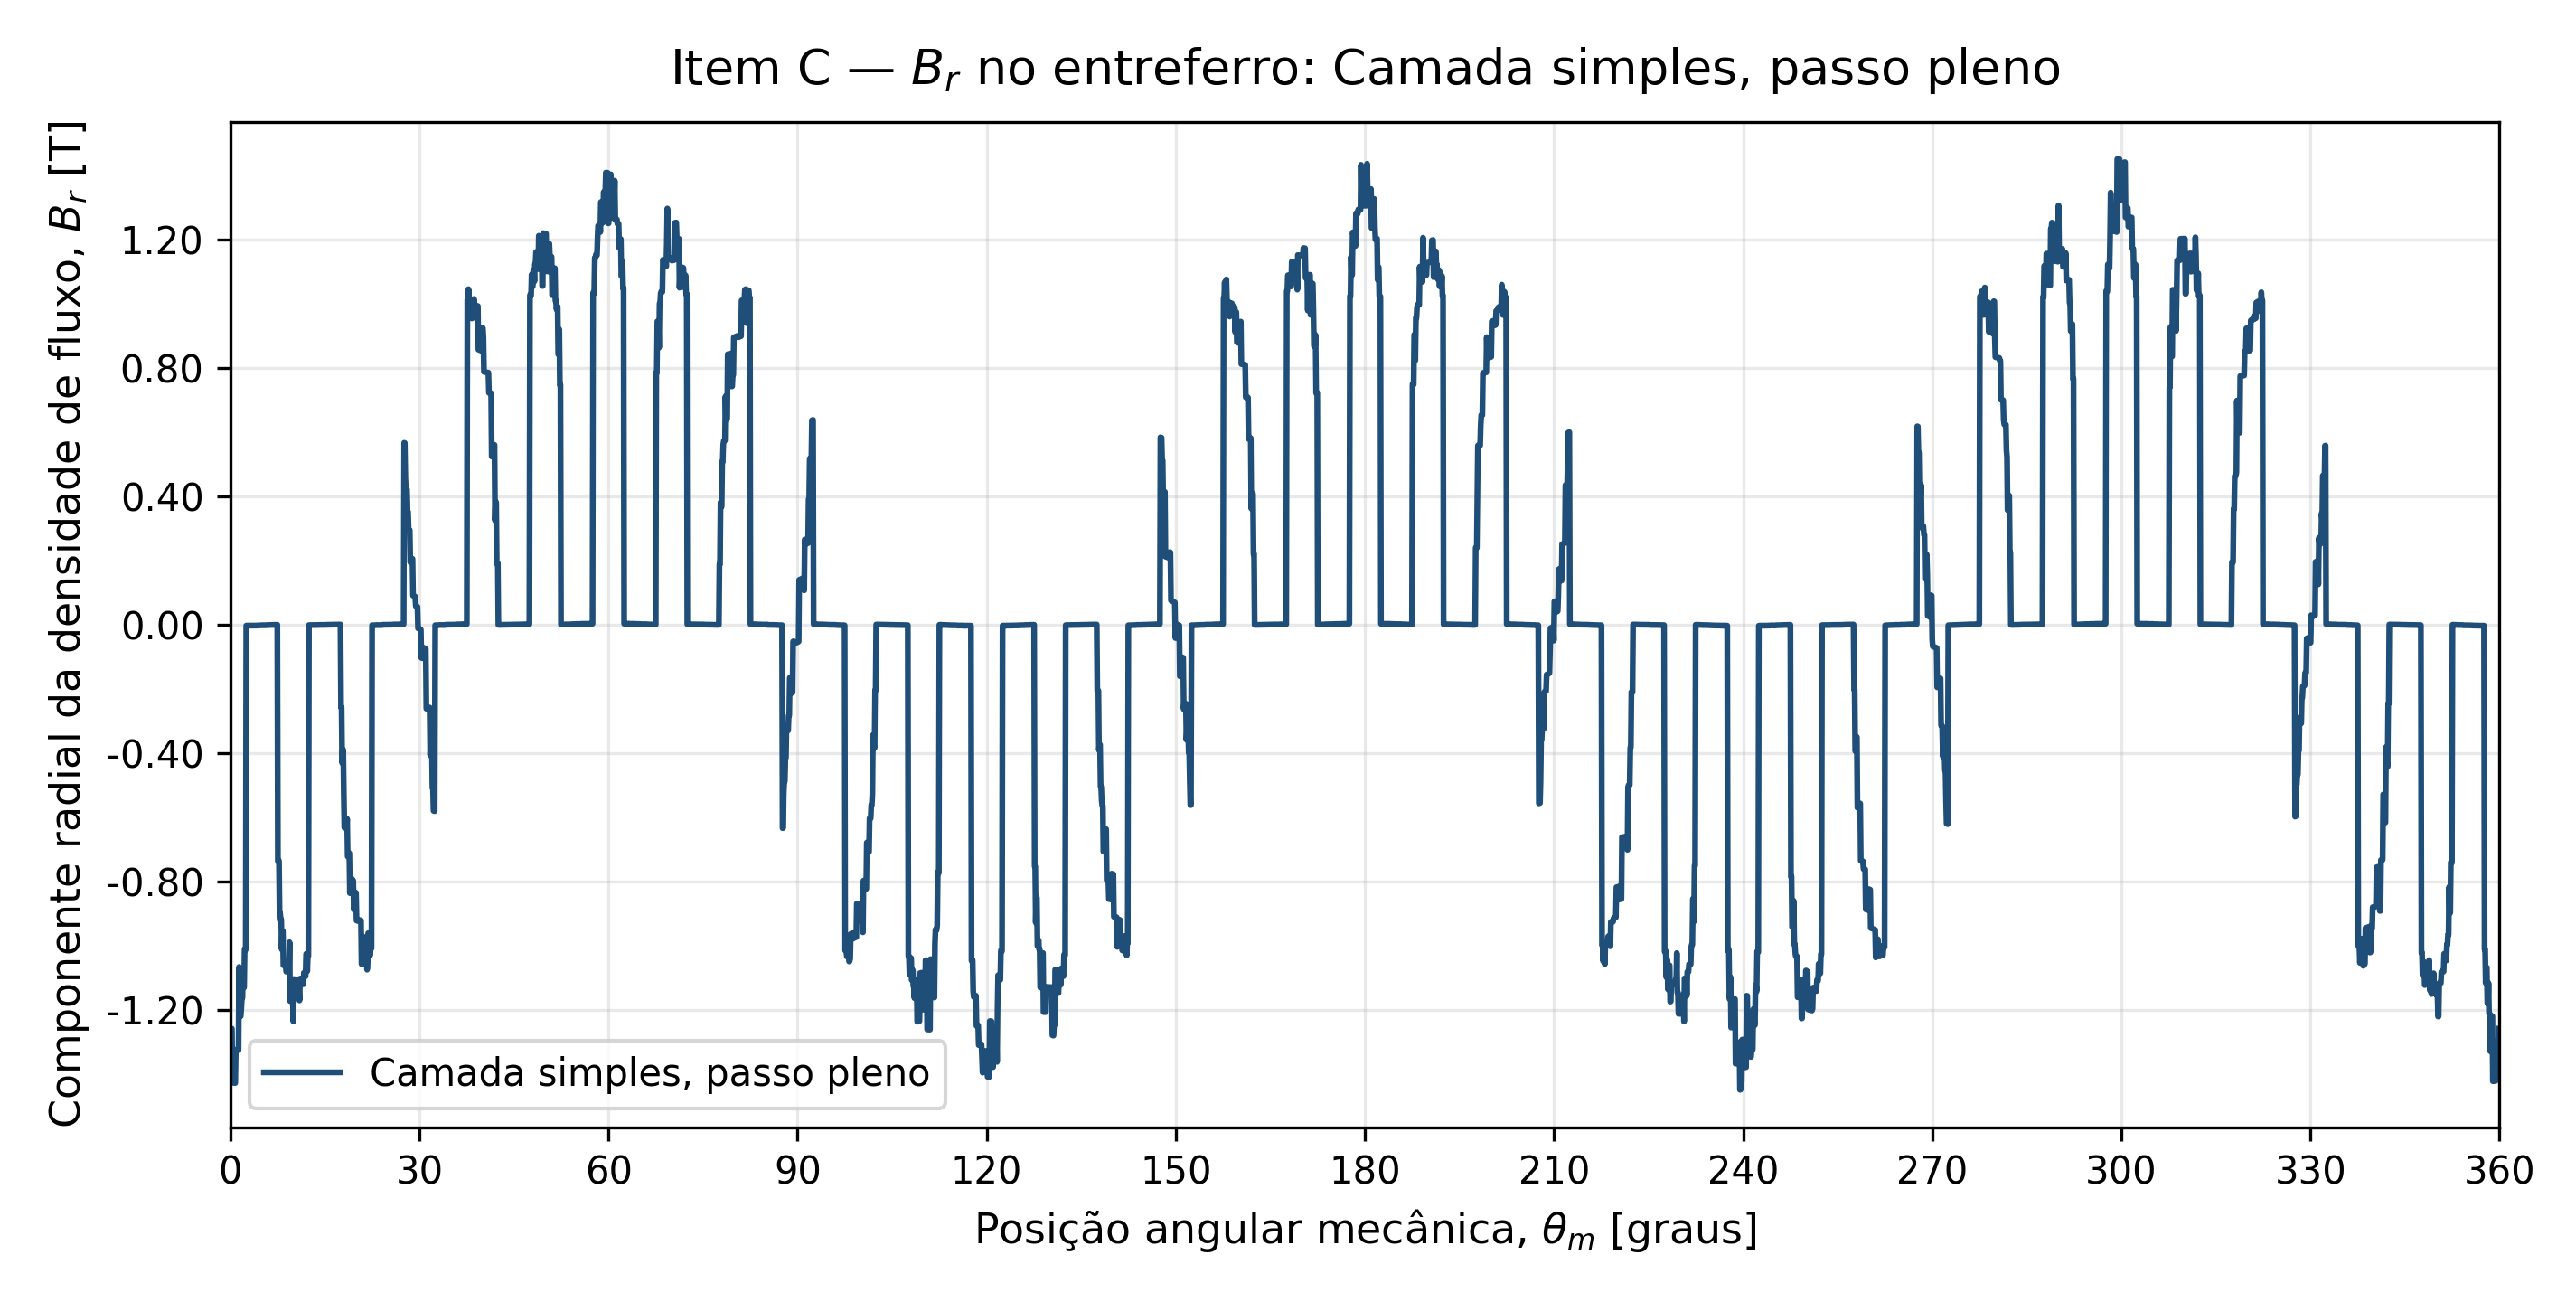 Item C — B_r no entreferro: Camada simples, passo pleno
Componente radial da densidade de fluxo, B_r [T]
1.20
0.80
0.40
0.00
-0.40
-0.80
-1.20
Camada simples, passo pleno
0 30 60 90 120 150 180 210 240 270 300 330 360
Posição angular mecânica, θ_m [graus]